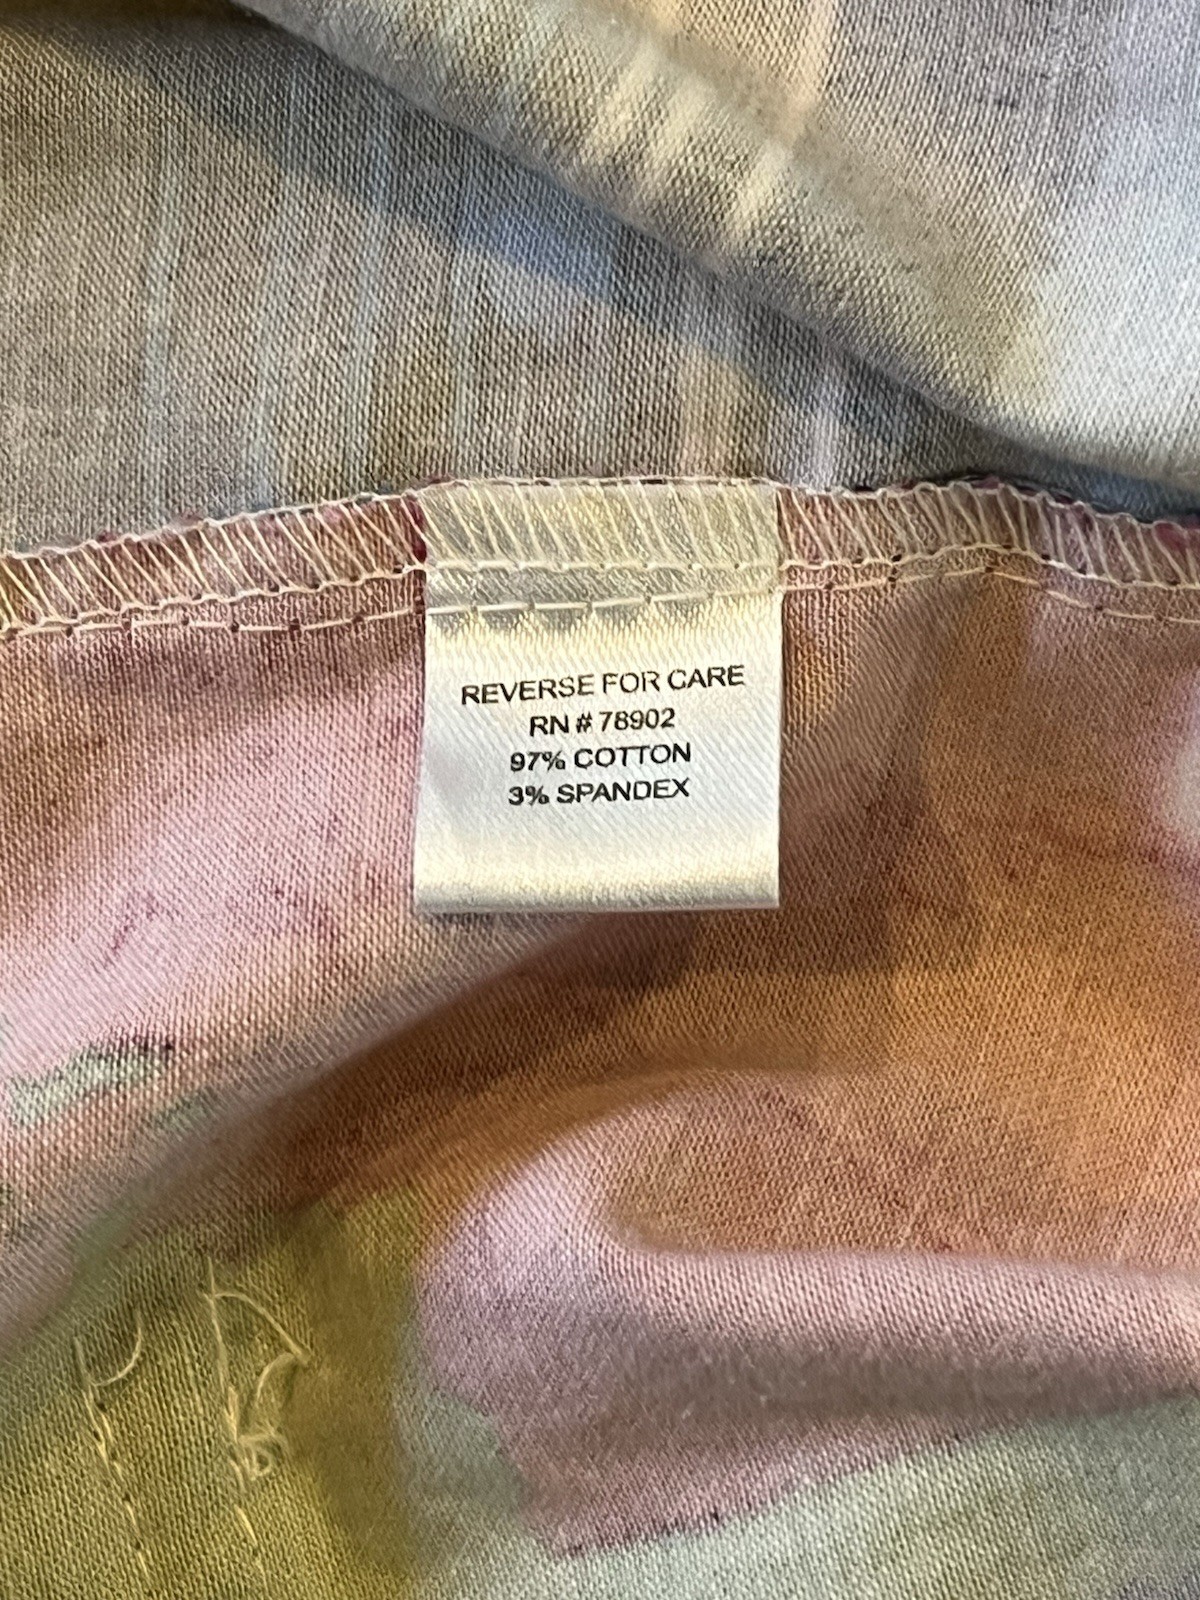 REVERSE FOR CARE
RN # 78902
97% COTTON
3% SPANDEX